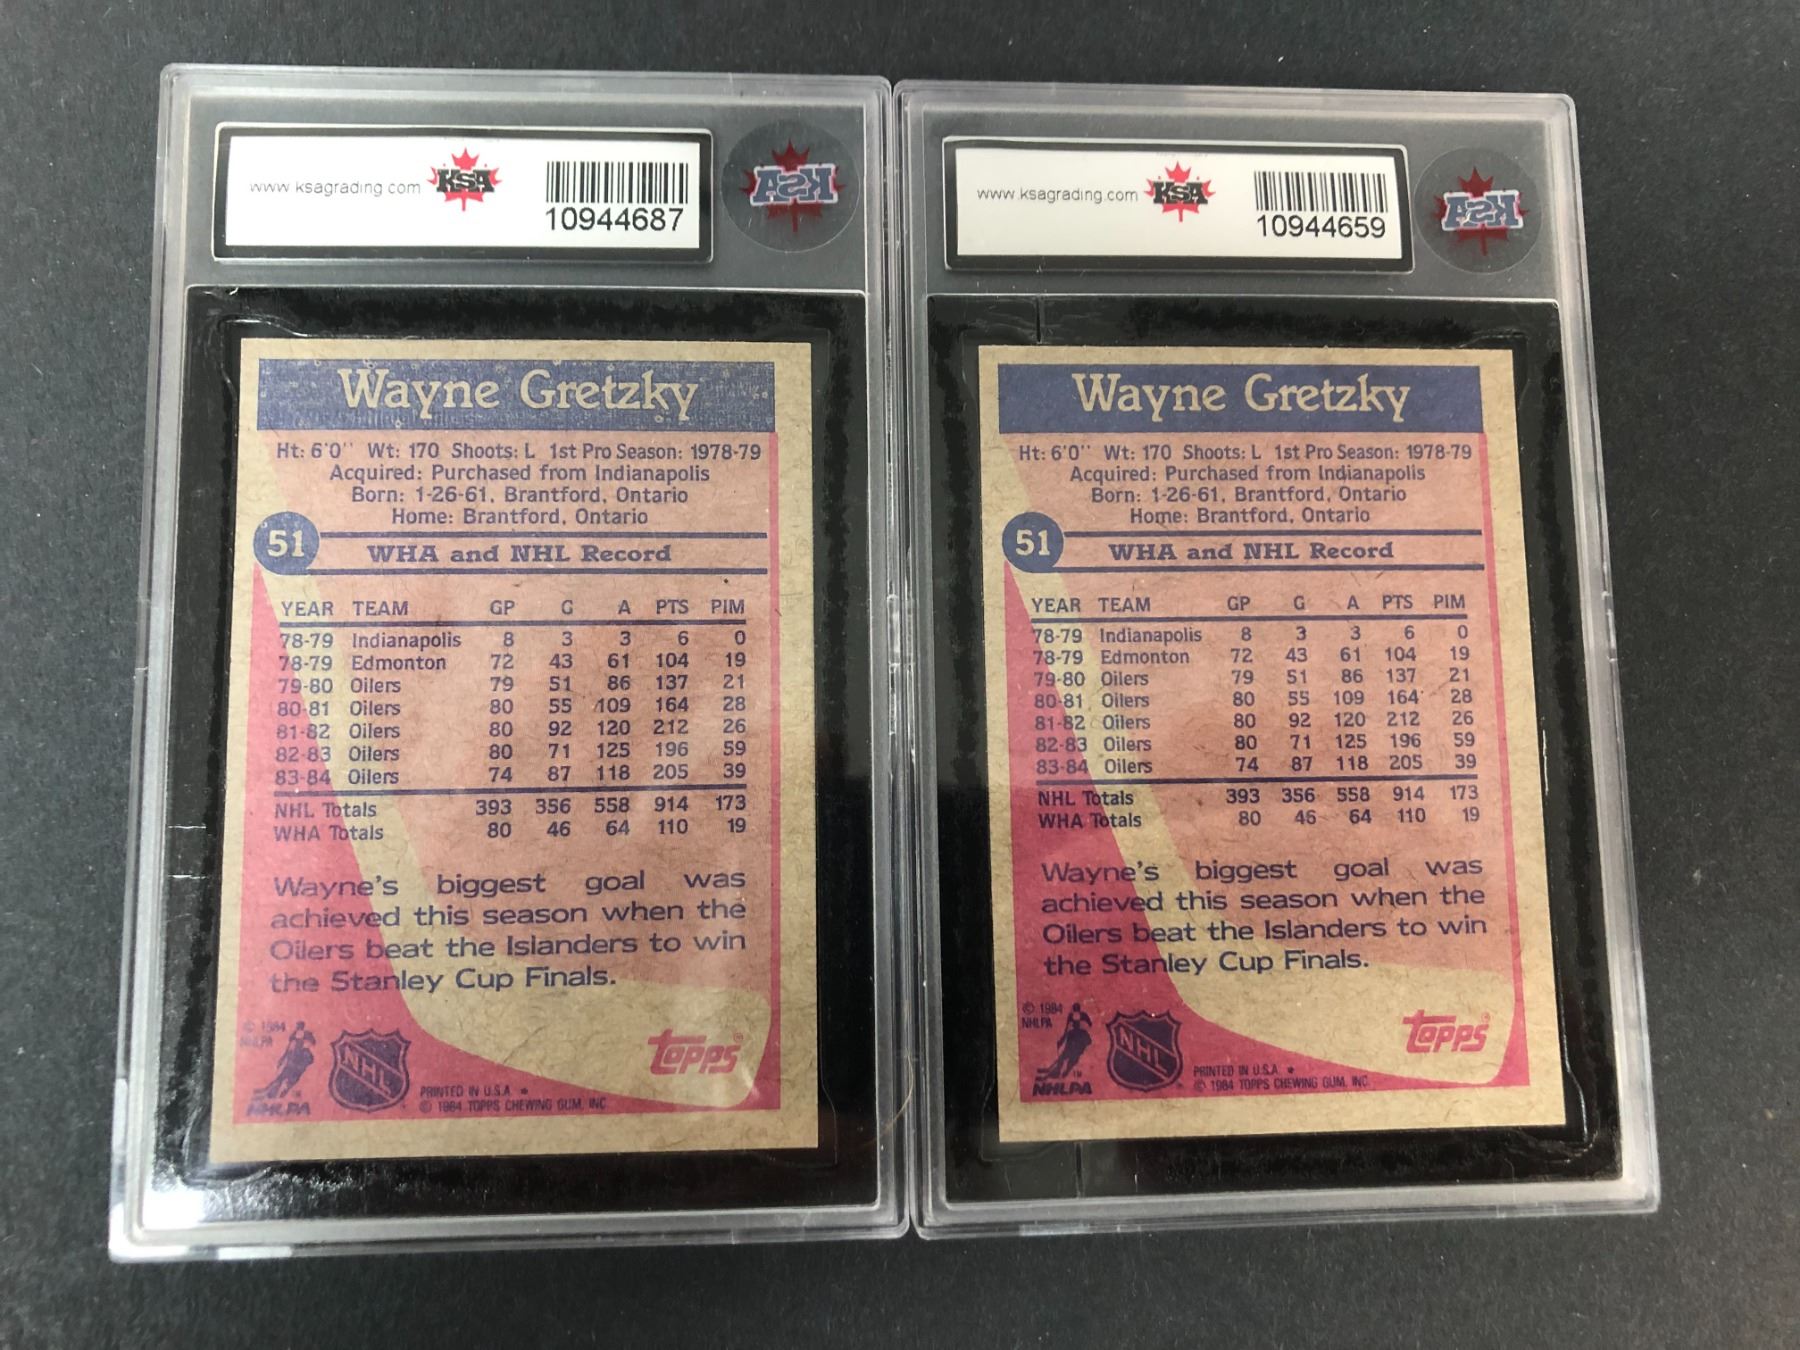 www.ksagrading.com KSA 10944687 KSA
Wayne Gretzky
Ht: 6'0" Wt: 170 Shoots: L 1st Pro Season: 1978-79
Acquired: Purchased from Indianapolis
Born: 1-26-61, Brantford, Ontario
Home: Brantford, Ontario
51 WHA and NHL Record
YEAR TEAM GP G A PTS PIM
78-79 Indianapolis 8 3 3 6 0
78-79 Edmonton 72 43 61 104 19
79-80 Oilers 79 51 86 137 21
80-81 Oilers 80 55 109 164 28
81-82 Oilers 80 92 120 212 26
82-83 Oilers 80 71 125 196 59
83-84 Oilers 74 87 118 205 39
NHL Totals 393 356 558 914 173
WHA Totals 80 46 64 110 19
Wayne's biggest goal was
achieved this season when the
Oilers beat the Islanders to win
the Stanley Cup Finals.
© 1984
NHLPA
NHL
topps
NHLPA
PRINTED IN U.S.A. *
© 1984 TOPPS CHEWING GUM, INC.
www.ksagrading.com KSA 10944659 KSA
Wayne Gretzky
Ht: 6'0" Wt: 170 Shoots: L 1st Pro Season: 1978-79
Acquired: Purchased from Indianapolis
Born: 1-26-61, Brantford, Ontario
Home: Brantford, Ontario
51 WHA and NHL Record
YEAR TEAM GP G A PTS PIM
78-79 Indianapolis 8 3 3 6 0
78-79 Edmonton 72 43 61 104 19
79-80 Oilers 79 51 86 137 21
80-81 Oilers 80 55 109 164 28
81-82 Oilers 80 92 120 212 26
82-83 Oilers 80 71 125 196 59
83-84 Oilers 74 87 118 205 39
NHL Totals 393 356 558 914 173
WHA Totals 80 46 64 110 19
Wayne's biggest goal was
achieved this season when the
Oilers beat the Islanders to win
the Stanley Cup Finals.
© 1984
NHLPA
NHL
topps
NHLPA
PRINTED IN U.S.A. *
© 1984 TOPPS CHEWING GUM, INC.